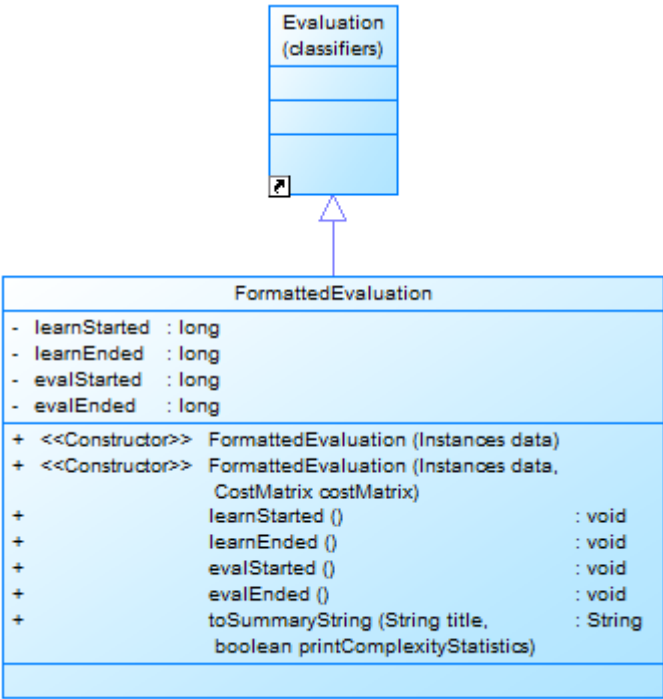 Evaluation
(classifiers)
FormattedEvaluation
- learnStarted : long
- learnEnded : long
- evalStarted : long
- evalEnded : long
+ <<Constructor>> FormattedEvaluation (Instances data)
+ <<Constructor>> FormattedEvaluation (Instances data,
CostMatrix costMatrix)
+ learnStarted () : void
+ learnEnded () : void
+ evalStarted () : void
+ evalEnded () : void
+ toSummaryString (String title, : String
boolean printComplexityStatistics)